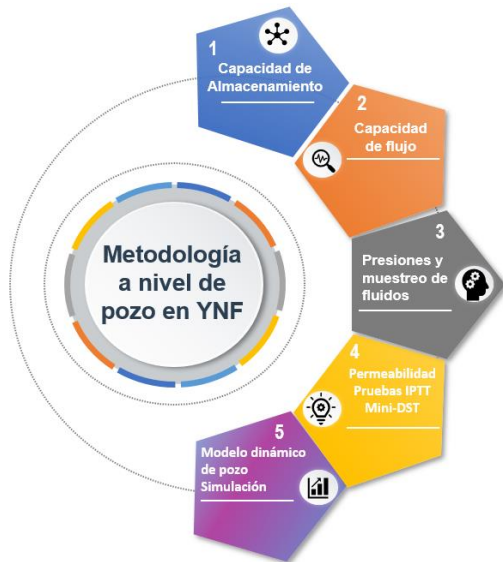 1
Capacidad de
Almacenamiento
2
Capacidad
de flujo
Metodología
a nivel de
pozo en YNF
3
Presiones y
muestreo de
fluidos
4
Permeabilidad
Pruebas IPTT
Mini-DST
5
Modelo dinámico
de pozo
Simulación